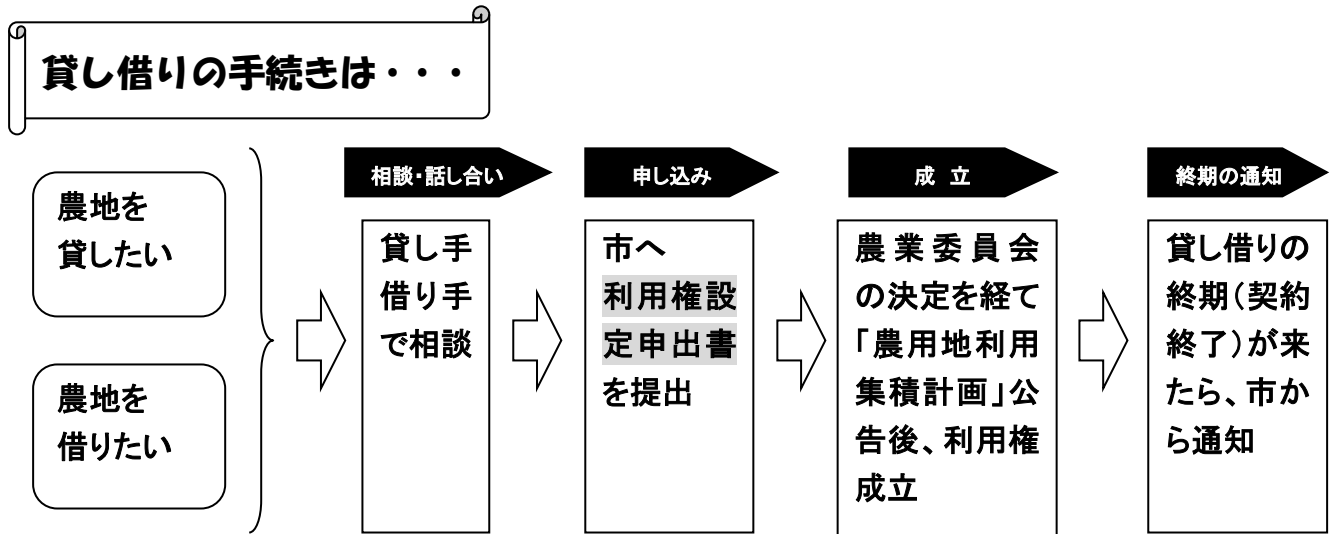 貸し借りの手続きは・・・
農地を
貸したい
農地を
借りたい
相談・話し合い
貸し手
借り手
で相談
申し込み
市へ
利用権設
定申出書
を提出
成 立
農業委員会
の決定を経て
「農用地利用
集積計画」公
告後、利用権
成立
終期の通知
貸し借りの
終期(契約
終了)が来
たら、市か
ら通知